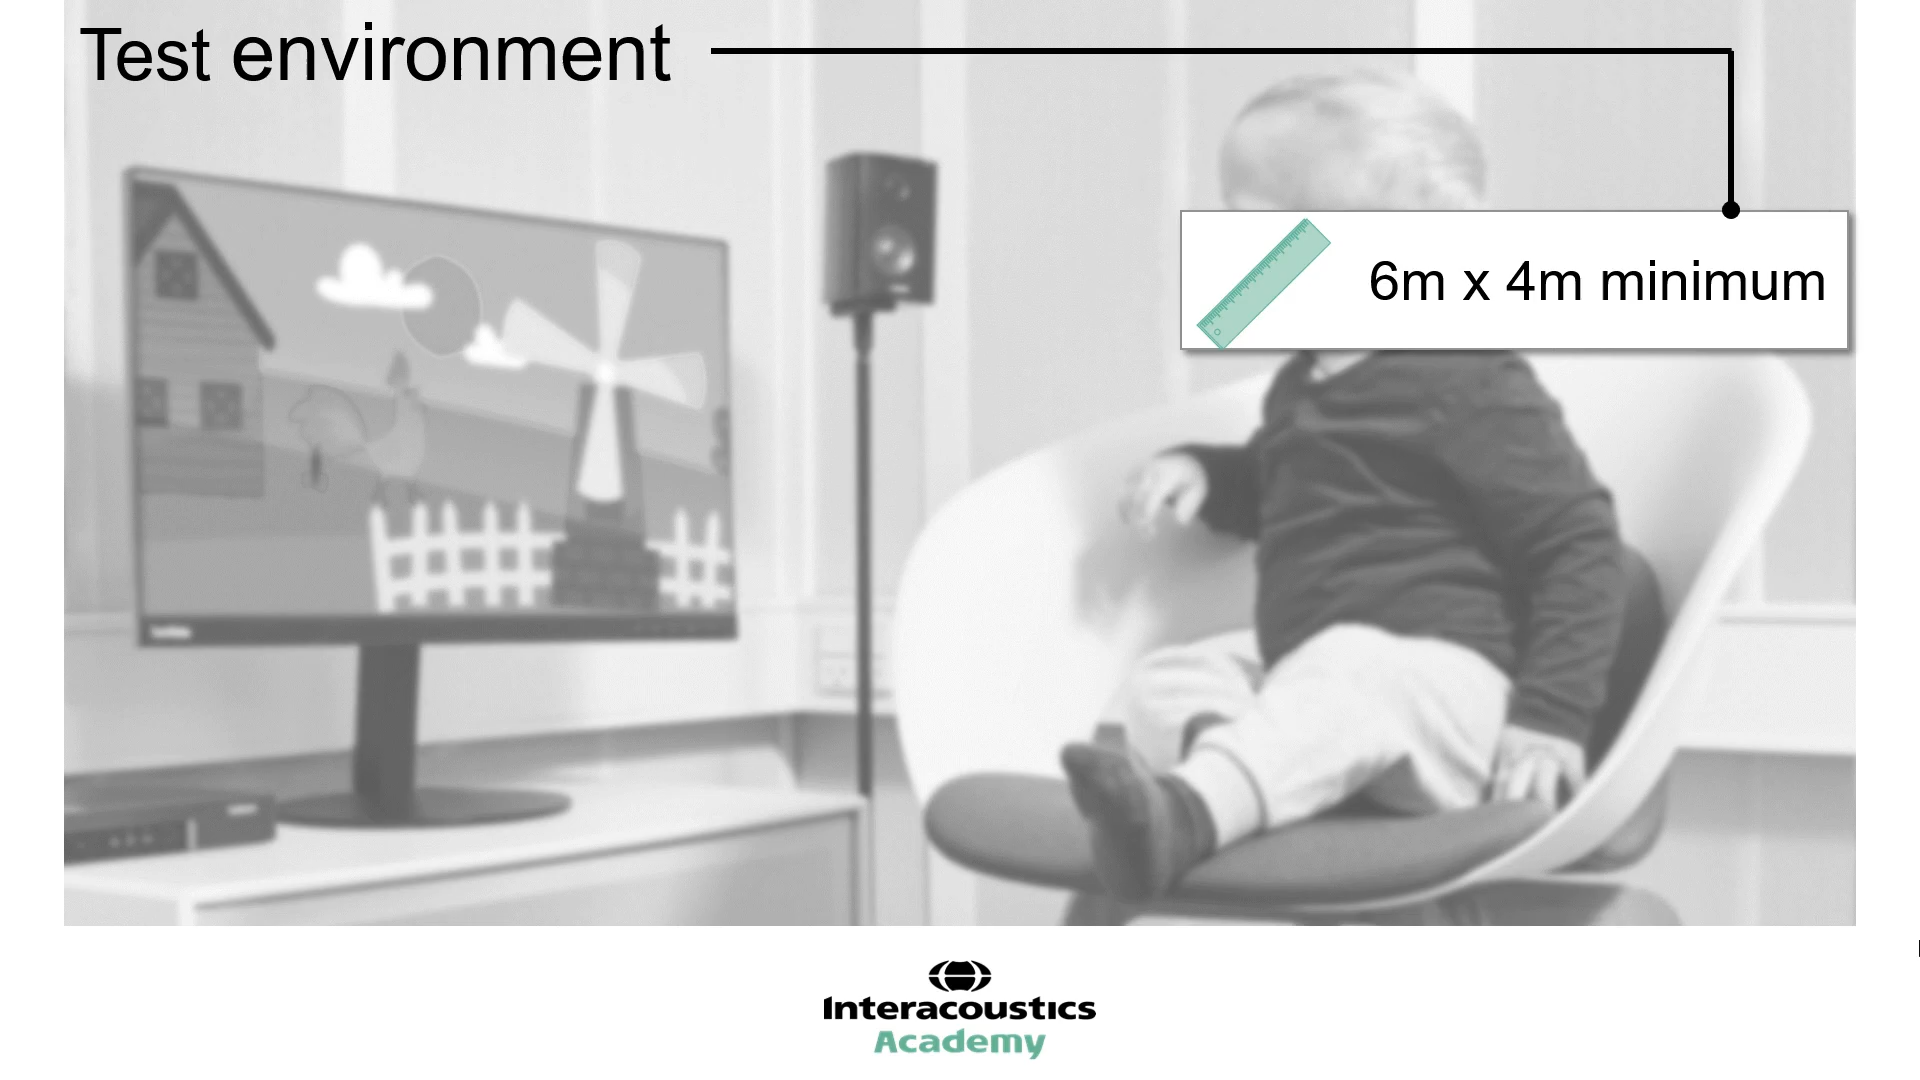 Test environment
6m x 4m minimum
Interacoustics
Academy